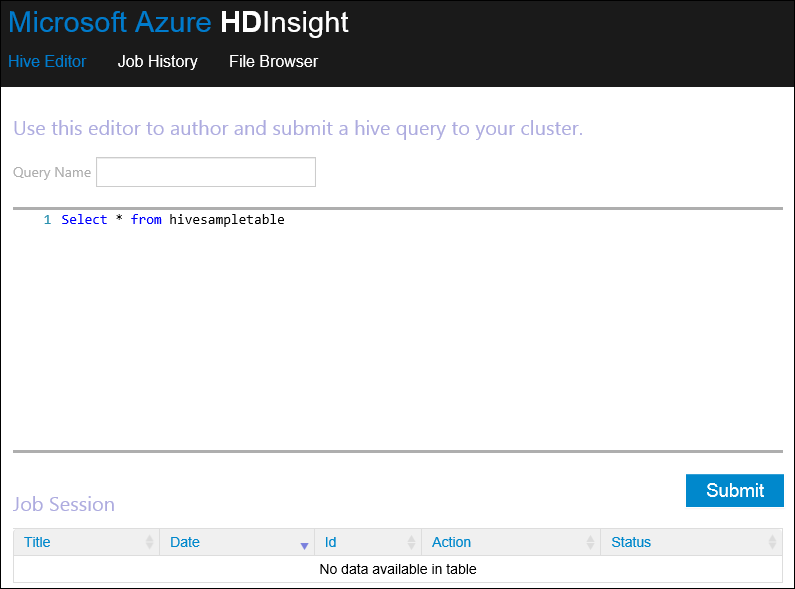 Microsoft Azure HDInsight
Hive Editor Job History File Browser
Use this editor to author and submit a hive query to your cluster.
Query Name
1 Select * from hivesampletable
Submit
Job Session
Title Date Id Action Status
No data available in table